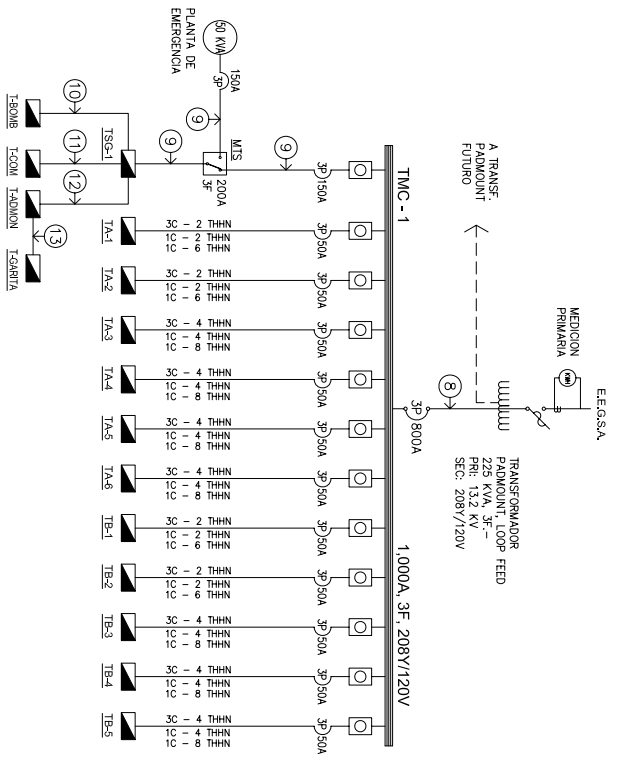 E.E.G.S.A.
MEDICION
PRIMARIA
KWH
A TRANSF.
PADMOUNT
FUTURO
TRANSFORMADOR
PADMOUNT, LOOP FEED
225 KVA, 3F,-
PRI: 13.2 KV
SEC: 208Y/120V
8
3P 800A
TMC - 1
1,000A, 3F, 208Y/120V
3P 150A
3P 50A
3P 50A
3P 50A
3P 50A
3P 50A
3P 50A
3P 50A
3P 50A
3P 50A
3P 50A
3P 50A
9
MTS
200A
3F
9
9
150A
3P
50 KVA
PLANTA DE
EMERGENCIA
TSG-1
10
11
12
13
T-BOMB
T-COM
T-ADMON
T-GARITA
3C - 2 THHN
1C - 2 THHN
1C - 6 THHN
TA-1
3C - 2 THHN
1C - 2 THHN
1C - 6 THHN
TA-2
3C - 4 THHN
1C - 4 THHN
1C - 8 THHN
TA-3
3C - 4 THHN
1C - 4 THHN
1C - 8 THHN
TA-4
3C - 4 THHN
1C - 4 THHN
1C - 8 THHN
TA-5
3C - 4 THHN
1C - 4 THHN
1C - 8 THHN
TA-6
3C - 2 THHN
1C - 2 THHN
1C - 6 THHN
TB-1
3C - 2 THHN
1C - 2 THHN
1C - 6 THHN
TB-2
3C - 4 THHN
1C - 4 THHN
1C - 8 THHN
TB-3
3C - 4 THHN
1C - 4 THHN
1C - 8 THHN
TB-4
3C - 4 THHN
1C - 4 THHN
1C - 8 THHN
TB-5